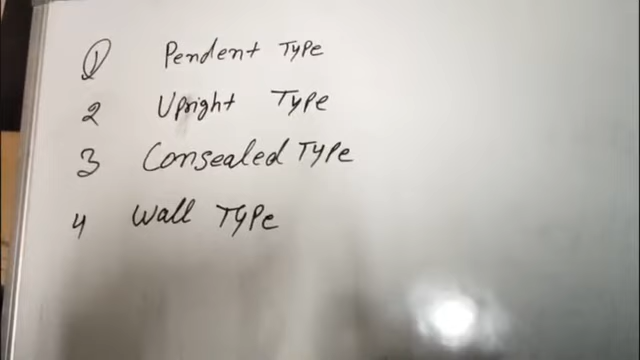 1 Pendent Type
2 Upright Type
3 Consealed Type
4 Wall Type